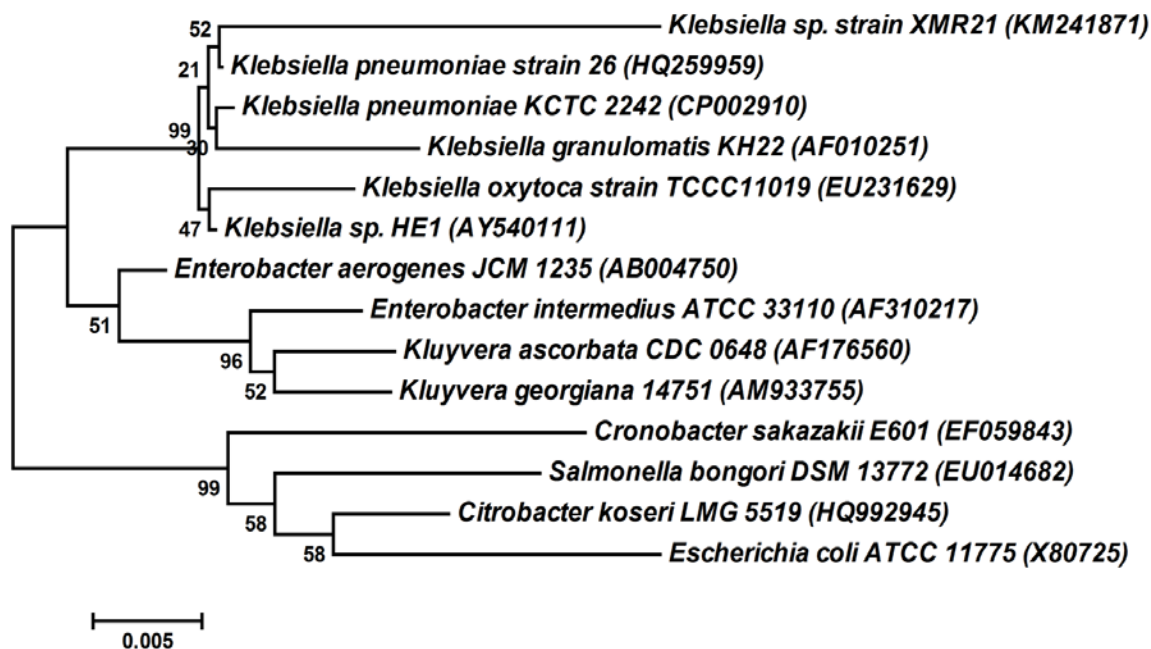 52
Klebsiella sp. strain XMR21 (KM241871)
21
Klebsiella pneumoniae strain 26 (HQ259959)
Klebsiella pneumoniae KCTC 2242 (CP002910)
99
30
Klebsiella granulomatis KH22 (AF010251)
Klebsiella oxytoca strain TCCC11019 (EU231629)
47
Klebsiella sp. HE1 (AY540111)
Enterobacter aerogenes JCM 1235 (AB004750)
51
Enterobacter intermedius ATCC 33110 (AF310217)
96
Kluyvera ascorbata CDC 0648 (AF176560)
52
Kluyvera georgiana 14751 (AM933755)
Cronobacter sakazakii E601 (EF059843)
99
Salmonella bongori DSM 13772 (EU014682)
58
Citrobacter koseri LMG 5519 (HQ992945)
58
Escherichia coli ATCC 11775 (X80725)
0.005